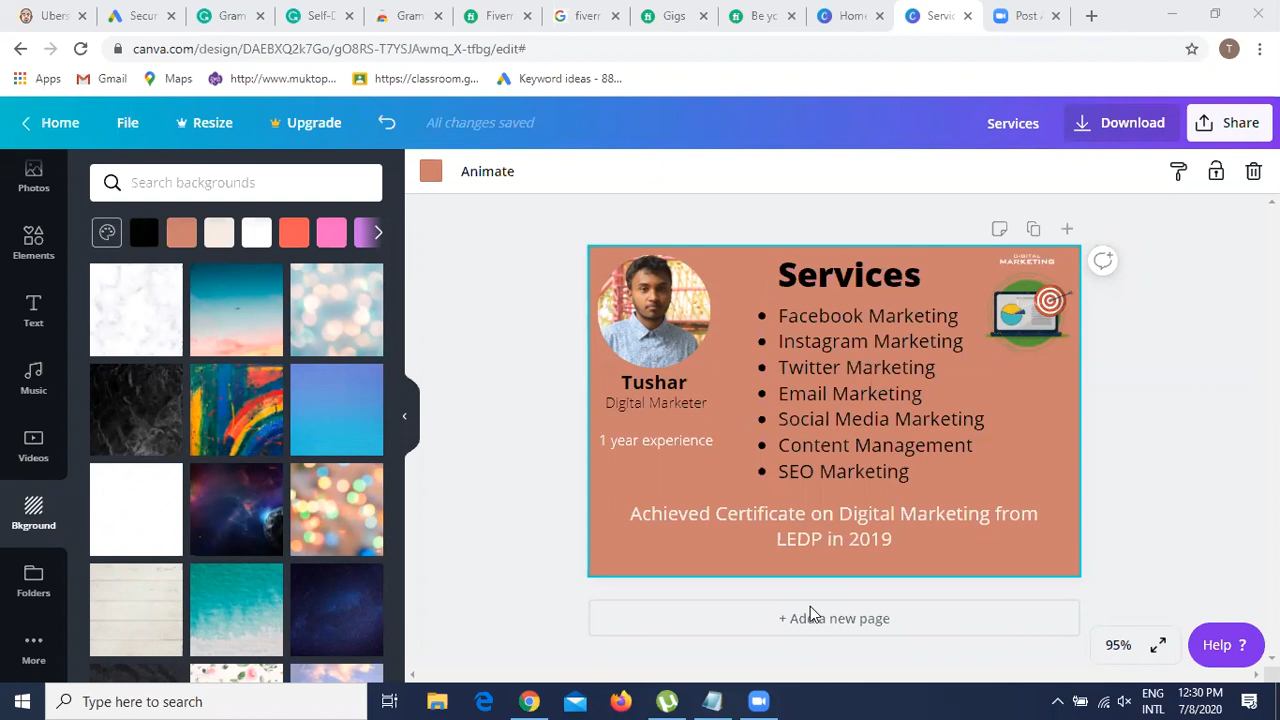 Ubers
Secur
Gram
Self-D
Gram
Fiverr
fiverr
Gigs
Be yo
Home
Servic
Post A
canva.com/design/DAEBXQ2k7Go/gO8RS-T7YSJAwmq_X-tfbg/edit#
T
Apps
Gmail
Maps
http://www.muktop...
https://classroom.g...
Keyword ideas - 88...
Home
File
Resize
Upgrade
All changes saved
Services
Download
Share
Photos
Elements
Text
Music
Videos
Bkground
Folders
More
Search backgrounds
Animate
Services
DIGITAL
MARKETING
• Facebook Marketing
• Instagram Marketing
• Twitter Marketing
• Email Marketing
• Social Media Marketing
• Content Management
• SEO Marketing
Tushar
Digital Marketer
1 year experience
Achieved Certificate on Digital Marketing from
LEDP in 2019
+ Add a new page
95%
Help ?
Type here to search
ENG
INTL
12:30 PM
7/8/2020